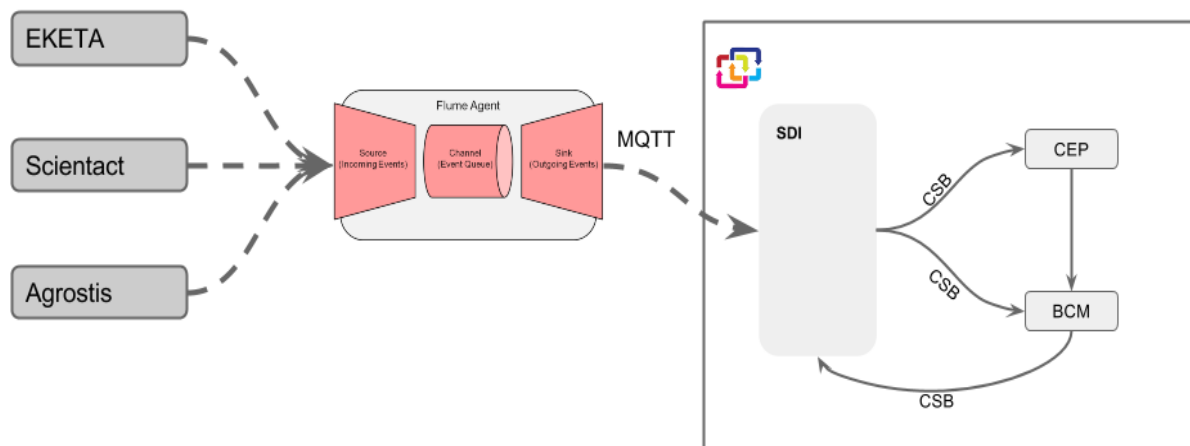 EKETA
Scientact
Agrostis
Flume Agent
Source
(Incoming Events)
Channel
(Event Queue)
Sink
(Outgoing Events)
MQTT
SDI
CSB
CEP
CSB
BCM
CSB